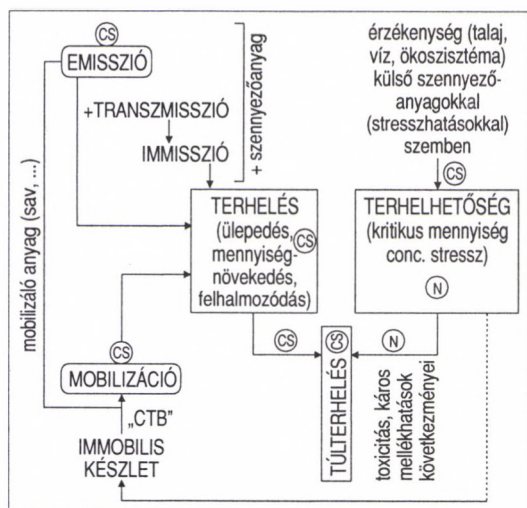 CS
EMISSZIÓ
+TRANSZMISSZIÓ
IMMISSZIÓ
+ szennyezőanyag
érzékenység (talaj,
víz, ökoszisztéma)
külső szennyező-
anyagokkal
(stresszhatásokkal)
szemben
CS
mobilizáló anyag (sav, ...)
TERHELÉS
(ülepedés,
mennyiség-
növekedés,
felhalmozódás)
CS
TERHELHETŐSÉG
(kritikus mennyiség
conc. stressz)
N
CS
MOBILIZÁCIÓ
„CTB”
IMMOBILIS
KÉSZLET
CS
TÚLTERHELÉS CS
N
toxicitás, káros
mellékhatások
következményei